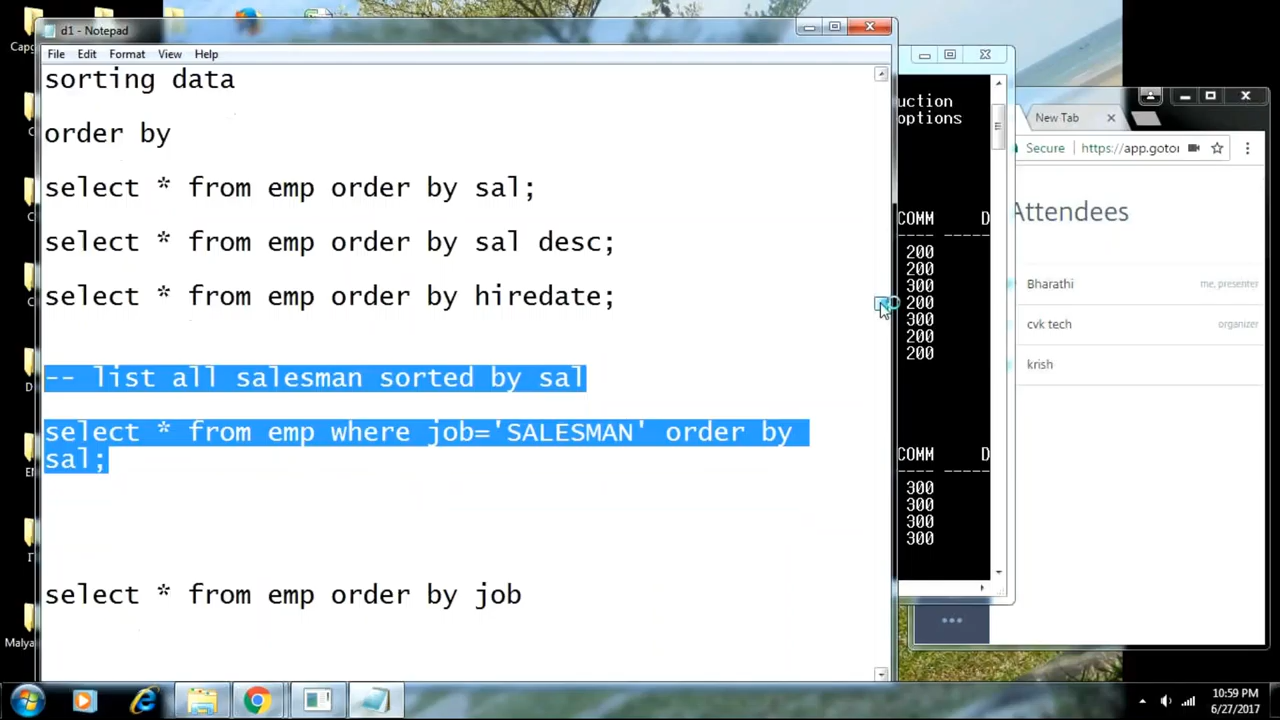 d1 - Notepad
File Edit Format View Help
sorting data
order by
select * from emp order by sal;
select * from emp order by sal desc;
select * from emp order by hiredate;
-- list all salesman sorted by sal
select * from emp where job='SALESMAN' order by
sal;
select * from emp order by job
uction
options
COMM D
200
200
300
200
300
200
200
COMM D
300
300
300
300
New Tab
Secure https://app.gotor
Attendees
Bharathi me, presenter
cvk tech organizer
krish
Capg
Malya
10:59 PM
6/27/2017